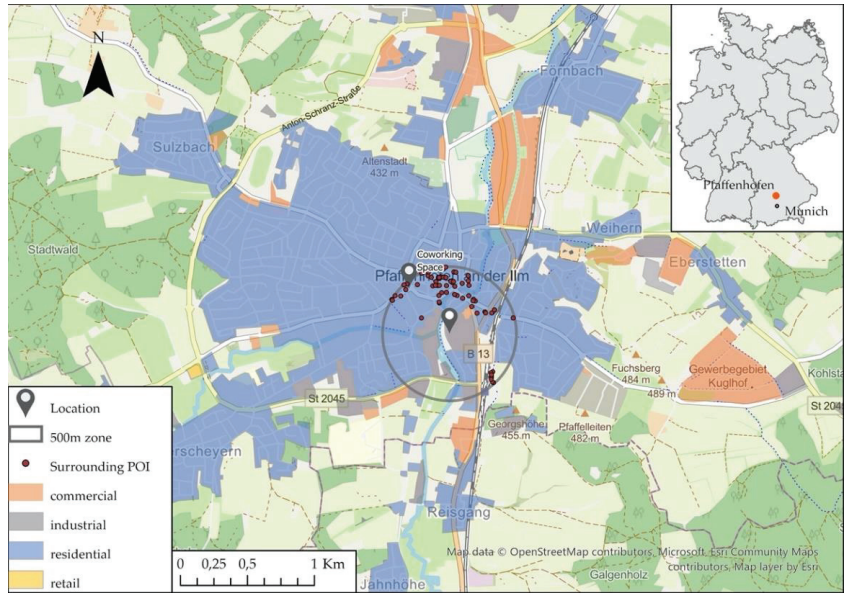 N
Anton-Schranz-Straße
Fornbach
Sulzbach
Altenstadt
432 m
Stadtwald
Weihern
Eberstetten
Coworking
Space
der Ilm
B 13
Fuchsberg
484 m
489 m
Gewerbegebiet
Kuglhof
Kohlsta
St 2045
St 204
Georgshöhe
455 m
Pfaffelleiten
482 m
erscheyern
Reisgang
Jahnhöhe
Galgenholz
Pfaffenhofen
Munich
Location
500m zone
Surrounding POI
commercial
industrial
residential
retail
0 0,25 0,5 1 Km
Map data © OpenStreetMap contributors, Microsoft, Esri Community Maps
contributors, Map layer by Esri